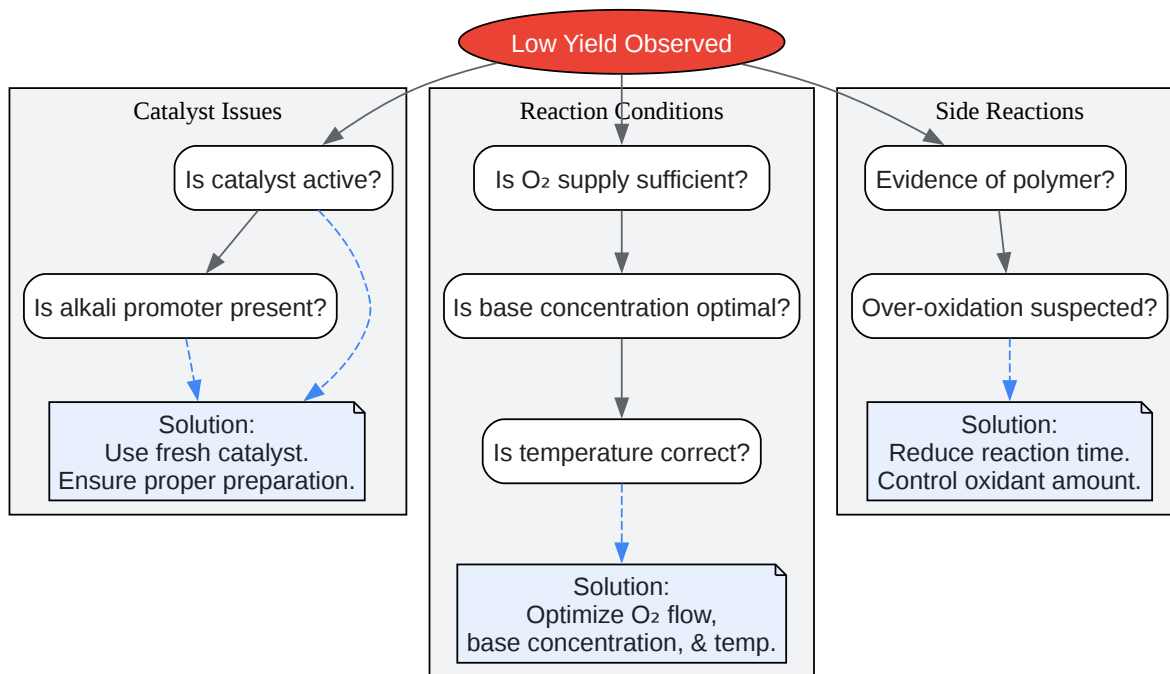 Low Yield Observed
Catalyst Issues
Is catalyst active?
Is alkali promoter present?
Solution:
Use fresh catalyst.
Ensure proper preparation.
Reaction Conditions
Is O₂ supply sufficient?
Is base concentration optimal?
Is temperature correct?
Solution:
Optimize O₂ flow,
base concentration, & temp.
Side Reactions
Evidence of polymer?
Over-oxidation suspected?
Solution:
Reduce reaction time.
Control oxidant amount.